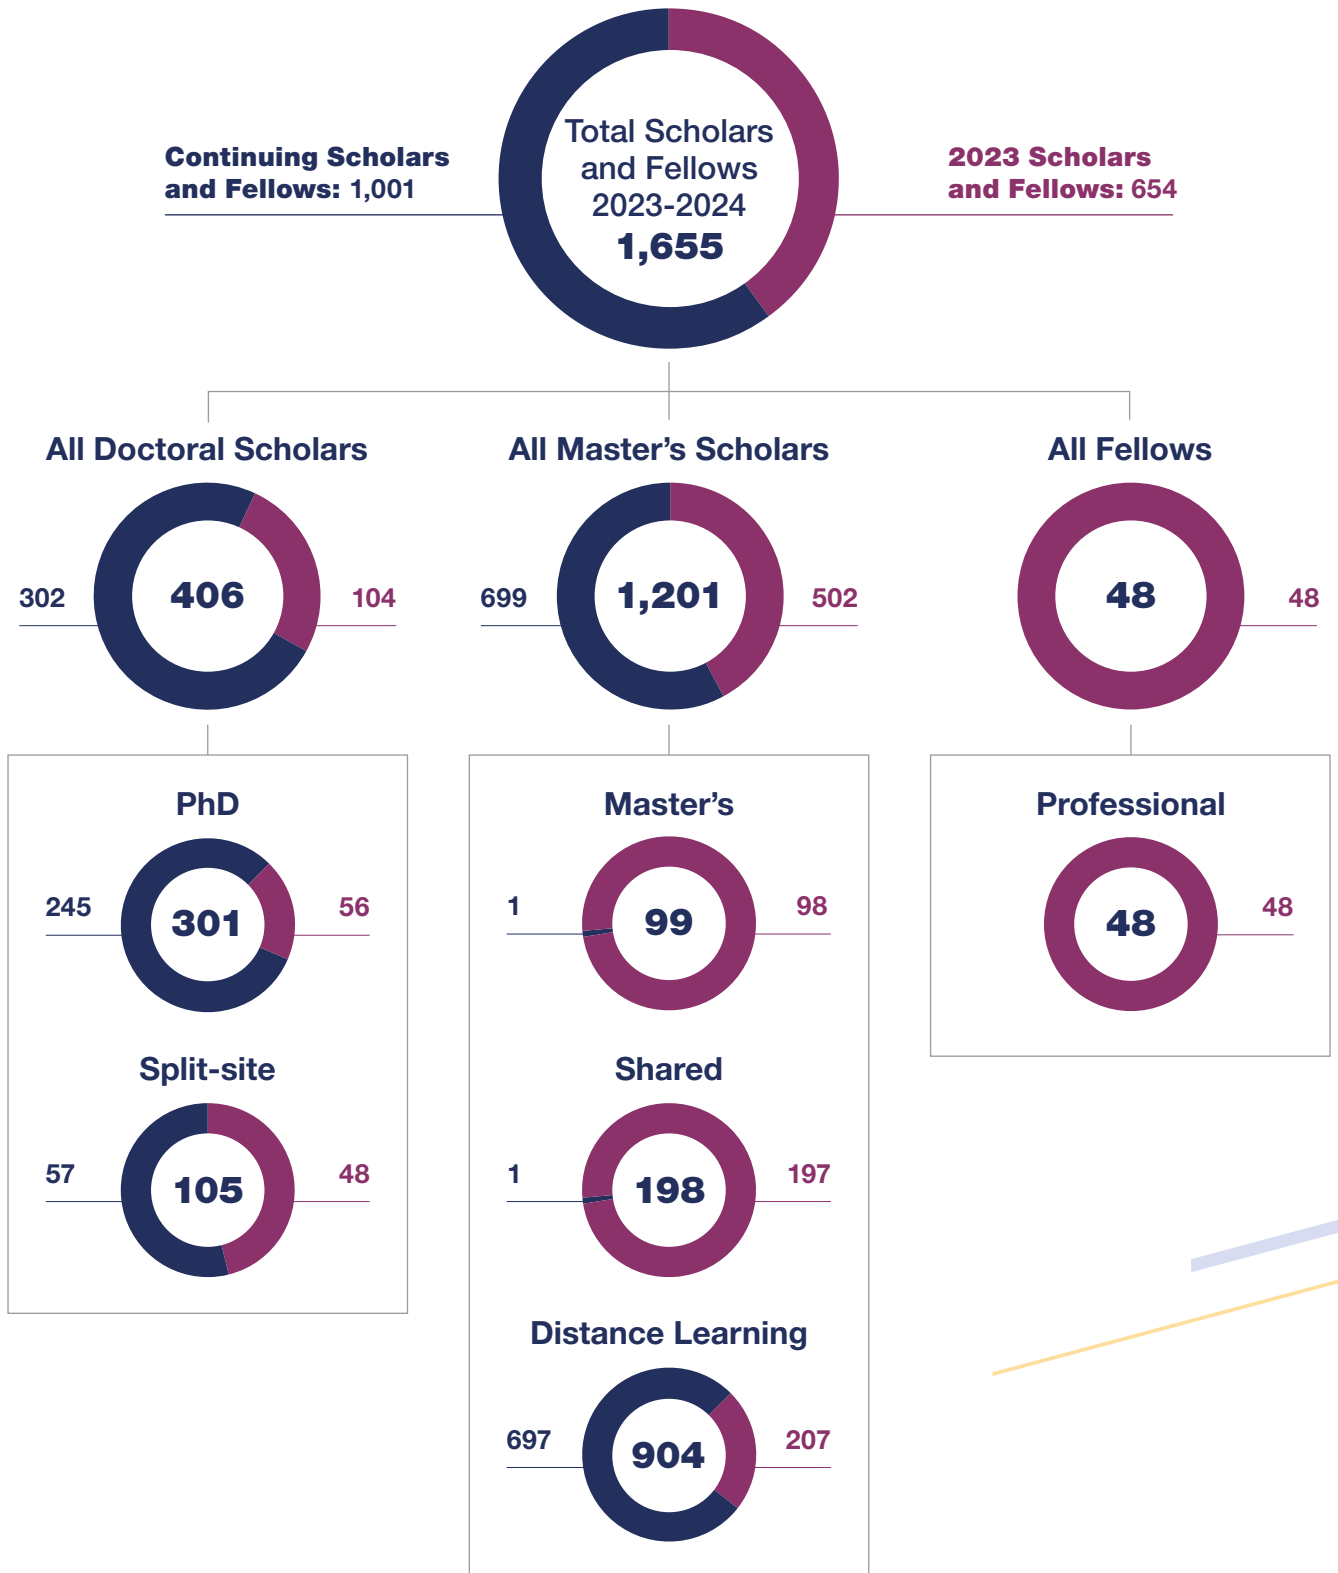 Total Scholars
and Fellows
2023-2024
1,655
Continuing Scholars
and Fellows: 1,001
2023 Scholars
and Fellows: 654
All Doctoral Scholars
302
406
104
All Master’s Scholars
699
1,201
502
All Fellows
48
48
PhD
245
301
56
Split-site
57
105
48
Master’s
1
99
98
Shared
1
198
197
Distance Learning
697
904
207
Professional
48
48